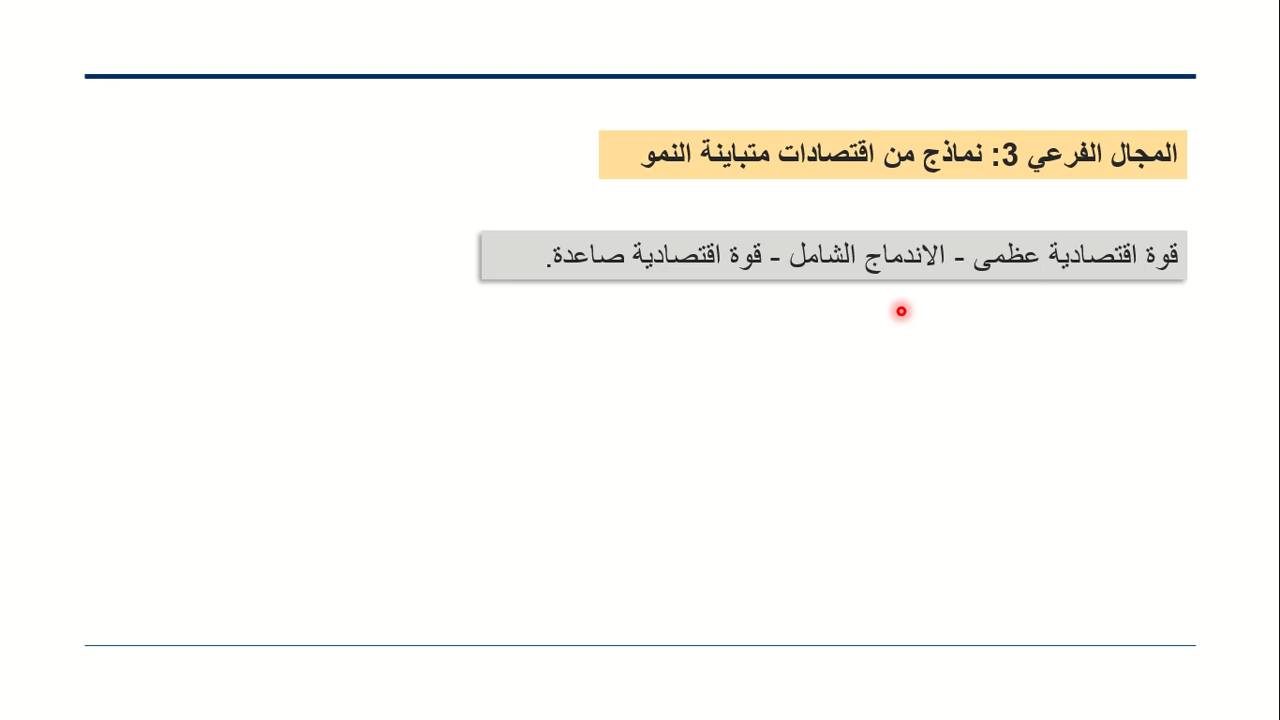 المجال الفرعي 3: نماذج من اقتصادات متباينة النمو
قوة اقتصادية عظمى - الاندماج الشامل - قوة اقتصادية صاعدة.